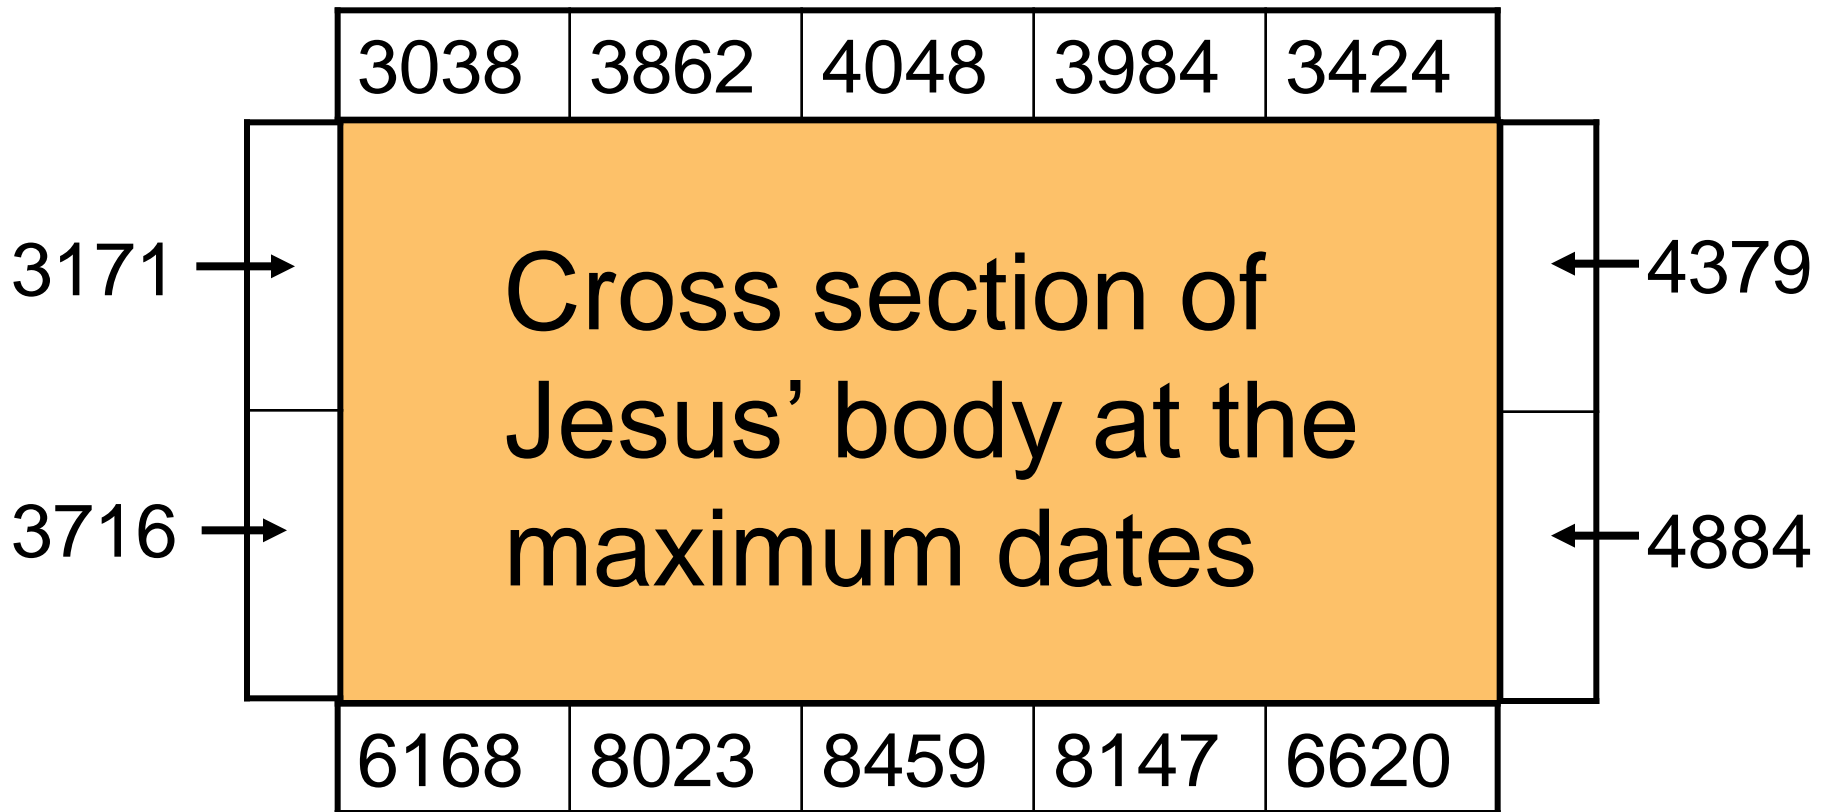 3038 3862 4048 3984 3424
3171
4379
Cross section of
Jesus’ body at the
maximum dates
3716
4884
6168 8023 8459 8147 6620